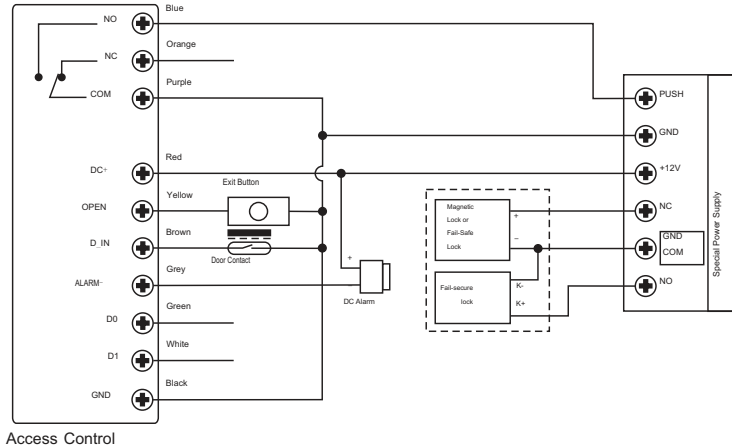 NO
Blue
NC
Orange
COM
Purple
DC+
Red
OPEN
Yellow
Exit Button
D_IN
Brown
Door Contact
ALARM-
Grey
D0
Green
D1
White
GND
Black
+
−
DC Alarm
Magnetic
Lock or
Fail-Safe
Lock
+
−
Fail-secure
lock
K-
K+
PUSH
GND
+12V
NC
GND
COM
NO
Special Power Supply
Access Control